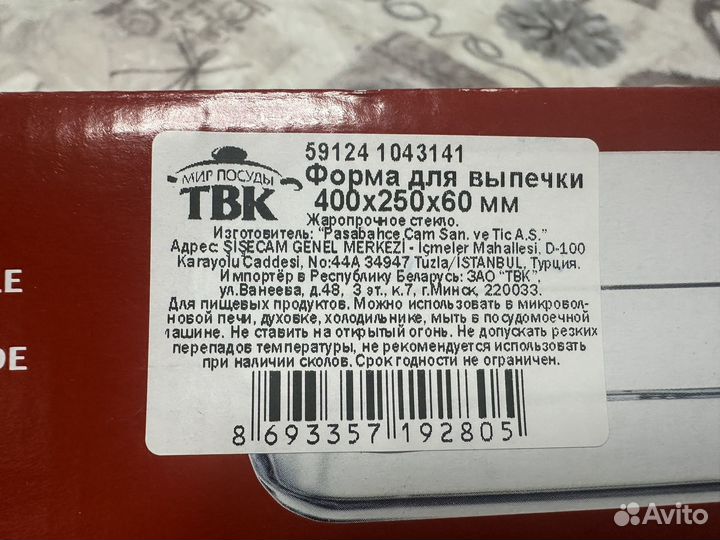 59124 1043141
МИР ПОСУДЫ
ТВК
Форма для выпечки
400x250x60 мм
Жаропрочное стекло.
Изготовитель: "Pasabahce Cam San. ve Tic A.S."
Адрес: ŞIŞECAM GENEL MERKEZİ - Içmeler Mahallesi, D-100
Karayolu Caddesi, No:44A 34947 Tuzla/ISTANBUL, Турция.
Импортёр в Республику Беларусь: ЗАО "ТВК"
ул.Ванеева, д.48, 3 эт., к.7, г.Минск, 220033.
Для пищевых продуктов. Можно использовать в микровол-
новой печи, духовке, холодильнике, мыть в посудомоечной
машине. Не ставить на открытый огонь. Не допускать резких
перепадов температуры, не рекомендуется использовать
при наличии сколов. Срок годности не ограничен.
8 693357 192805
LE
DE
Avito